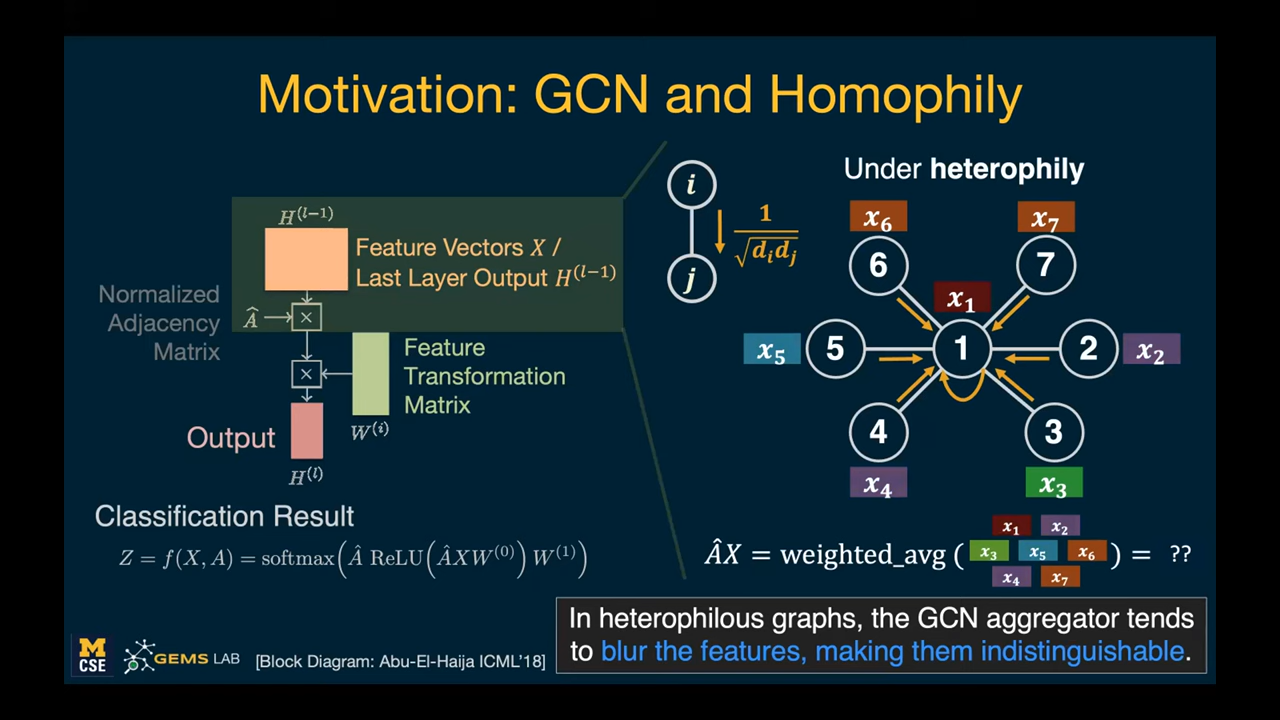 Motivation: GCN and Homophily
H^(l−1)
Feature Vectors X /
Last Layer Output H^(l−1)
Normalized
Adjacency
Matrix
Â
×
×
Feature
Transformation
Matrix
W^(i)
Output
H^(l)
Classification Result
Z = f(X, A) = softmax(Â ReLU(ÂXW^(0)) W^(1))
i
j
1
√d_i d_j
Under heterophily
x_6
x_7
6
7
x_1
x_5
5
1
2
x_2
4
3
x_4
x_3
x_1 x_2
ÂX = weighted_avg ( x_3 x_5 x_6 ) = ??
x_4 x_7
In heterophilous graphs, the GCN aggregator tends
to blur the features, making them indistinguishable.
M
CSE
GEMS LAB
[Block Diagram: Abu-El-Haija ICML'18]